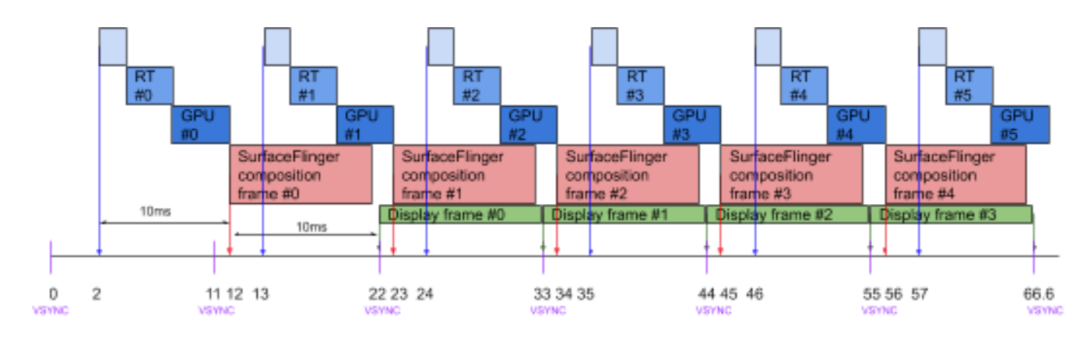 RT
#0
RT
#1
RT
#2
RT
#3
RT
#4
RT
#5
GPU
#0
GPU
#1
GPU
#2
GPU
#3
GPU
#4
GPU
#5
SurfaceFlinger
composition
frame #0
SurfaceFlinger
composition
frame #1
SurfaceFlinger
composition
frame #2
SurfaceFlinger
composition
frame #3
SurfaceFlinger
composition
frame #4
10ms
10ms
Display frame #0
Display frame #1
Display frame #2
Display frame #3
0 2 11 12 13 22 23 24 33 34 35 44 45 46 55 56 57 66.6
VSYNC VSYNC VSYNC VSYNC VSYNC VSYNC VSYNC